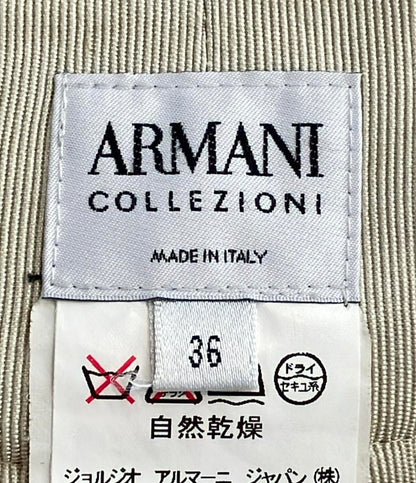 ARMANI
COLLEZIONI
MADE IN ITALY
36
ドライ
セキユ系
自然乾燥
ジョルジオ アルマーニ ジャパン(株)